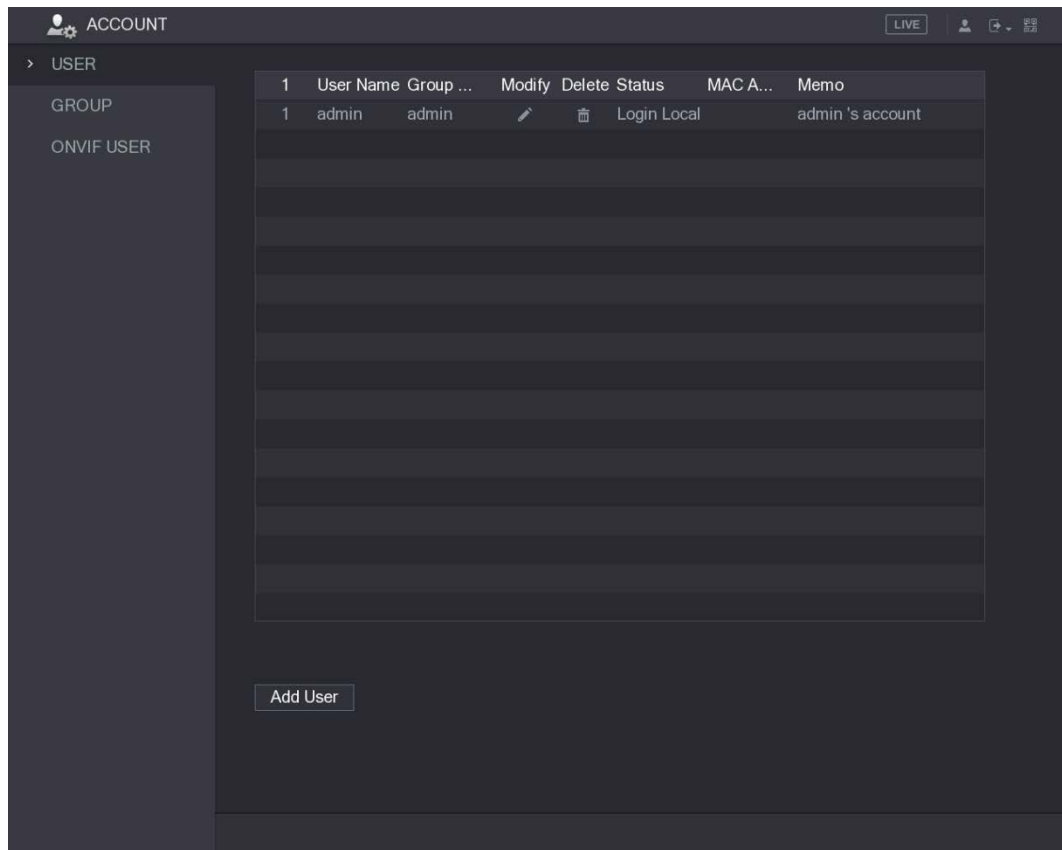 ACCOUNT LIVE
USER
GROUP
ONVIF USER
1 User Name Group ... Modify Delete Status MAC A... Memo
1 admin admin Login Local admin 's account
Add User